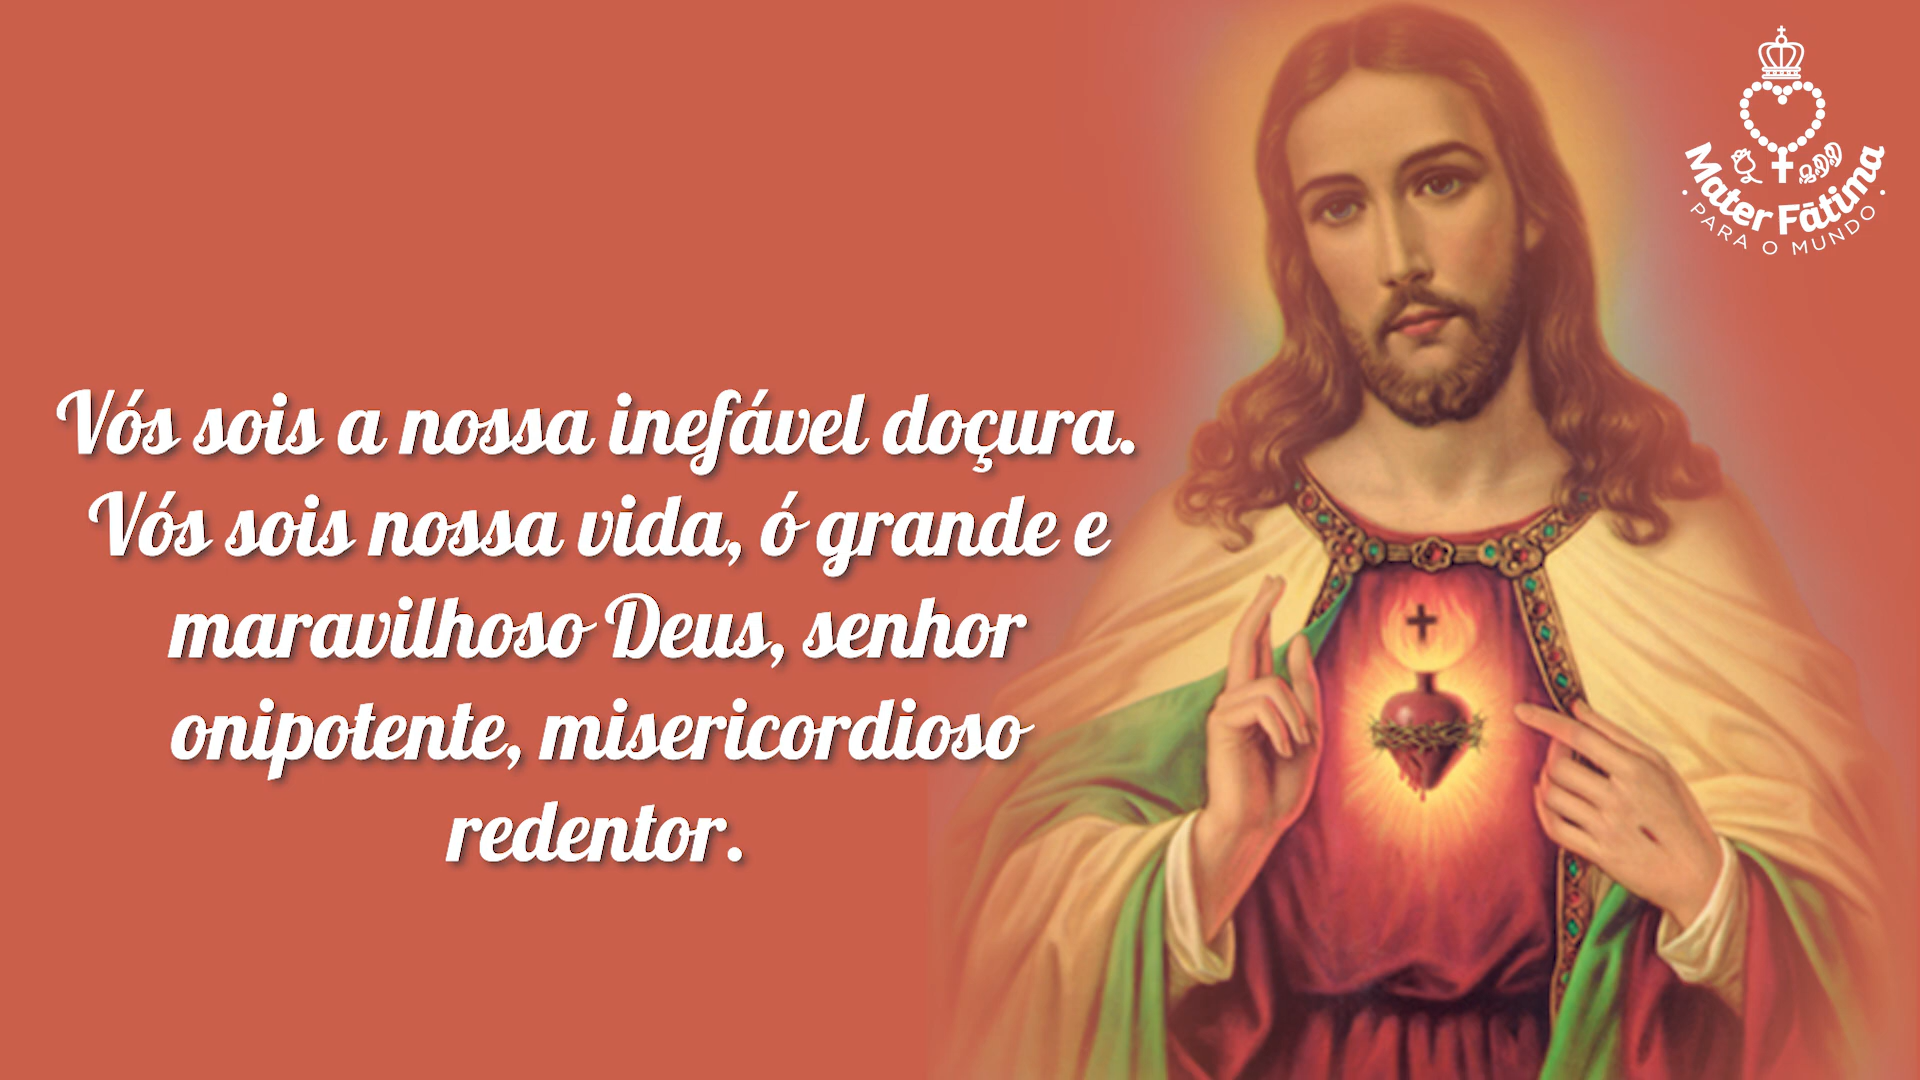 Vós sois a nossa inefável doçura.
Vós sois nossa vida, ó grande e
maravilhoso Deus, senhor
onipotente, misericordioso
redentor.
Mater Fātima
· PARA O MUNDO ·